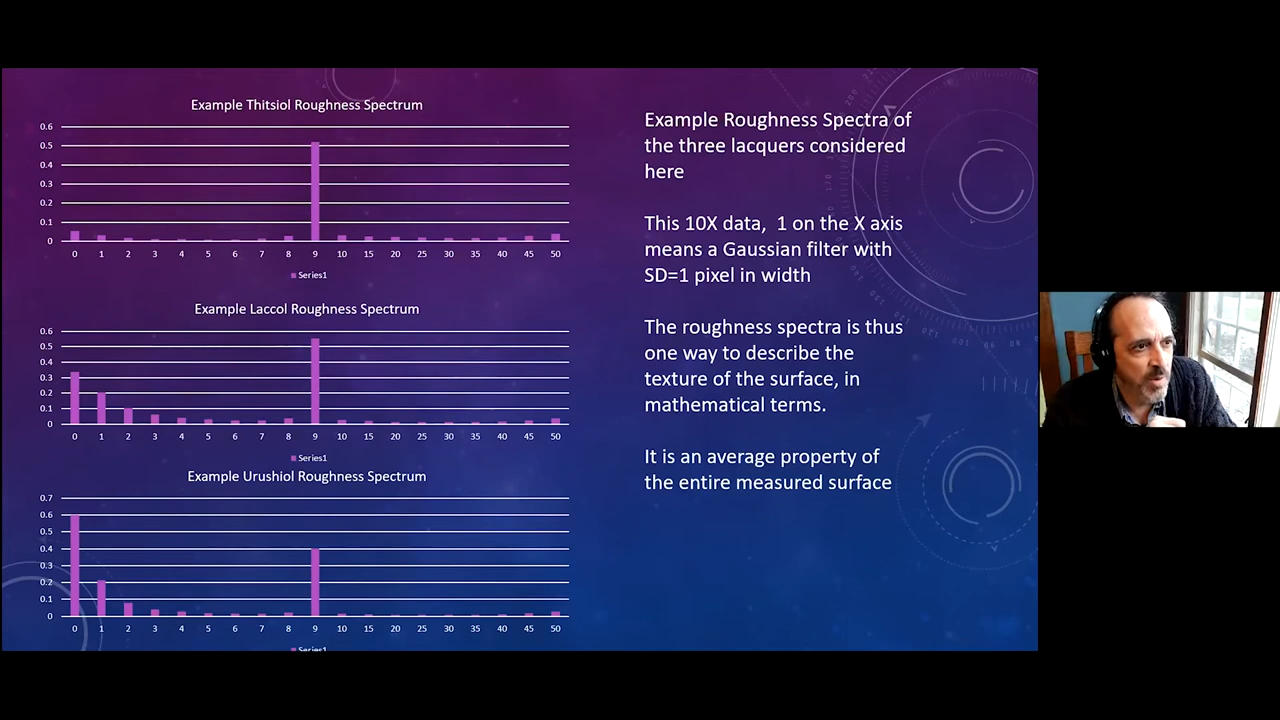 Example Thitsiol Roughness Spectrum
0.6
0.5
0.4
0.3
0.2
0.1
0
0 1 2 3 4 5 6 7 8 9 10 15 20 25 30 35 40 45 50
Series1
Example Laccol Roughness Spectrum
0.6
0.5
0.4
0.3
0.2
0.1
0
0 1 2 3 4 5 6 7 8 9 10 15 20 25 30 35 40 45 50
Series1
Example Urushiol Roughness Spectrum
0.7
0.6
0.5
0.4
0.3
0.2
0.1
0
0 1 2 3 4 5 6 7 8 9 10 15 20 25 30 35 40 45 50
Series1
Example Roughness Spectra of
the three lacquers considered
here
This 10X data, 1 on the X axis
means a Gaussian filter with
SD=1 pixel in width
The roughness spectra is thus
one way to describe the
texture of the surface, in
mathematical terms.
It is an average property of
the entire measured surface